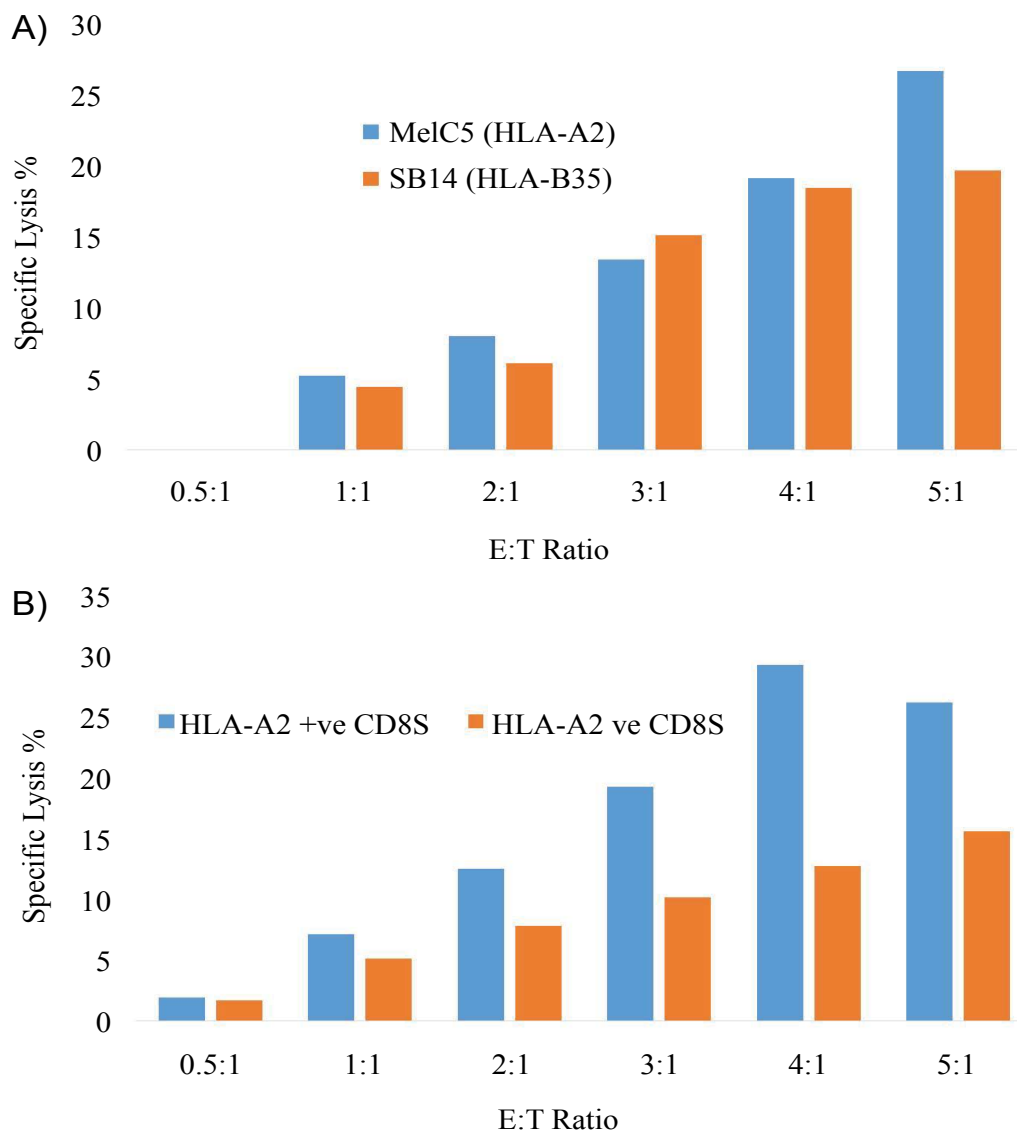 A)
30
25
20
15
10
5
0
Specific Lysis %
MelC5 (HLA-A2)
SB14 (HLA-B35)
0.5:1 1:1 2:1 3:1 4:1 5:1
E:T Ratio
B)
35
30
25
20
15
10
5
0
Specific Lysis %
HLA-A2 +ve CD8S HLA-A2 ve CD8S
0.5:1 1:1 2:1 3:1 4:1 5:1
E:T Ratio